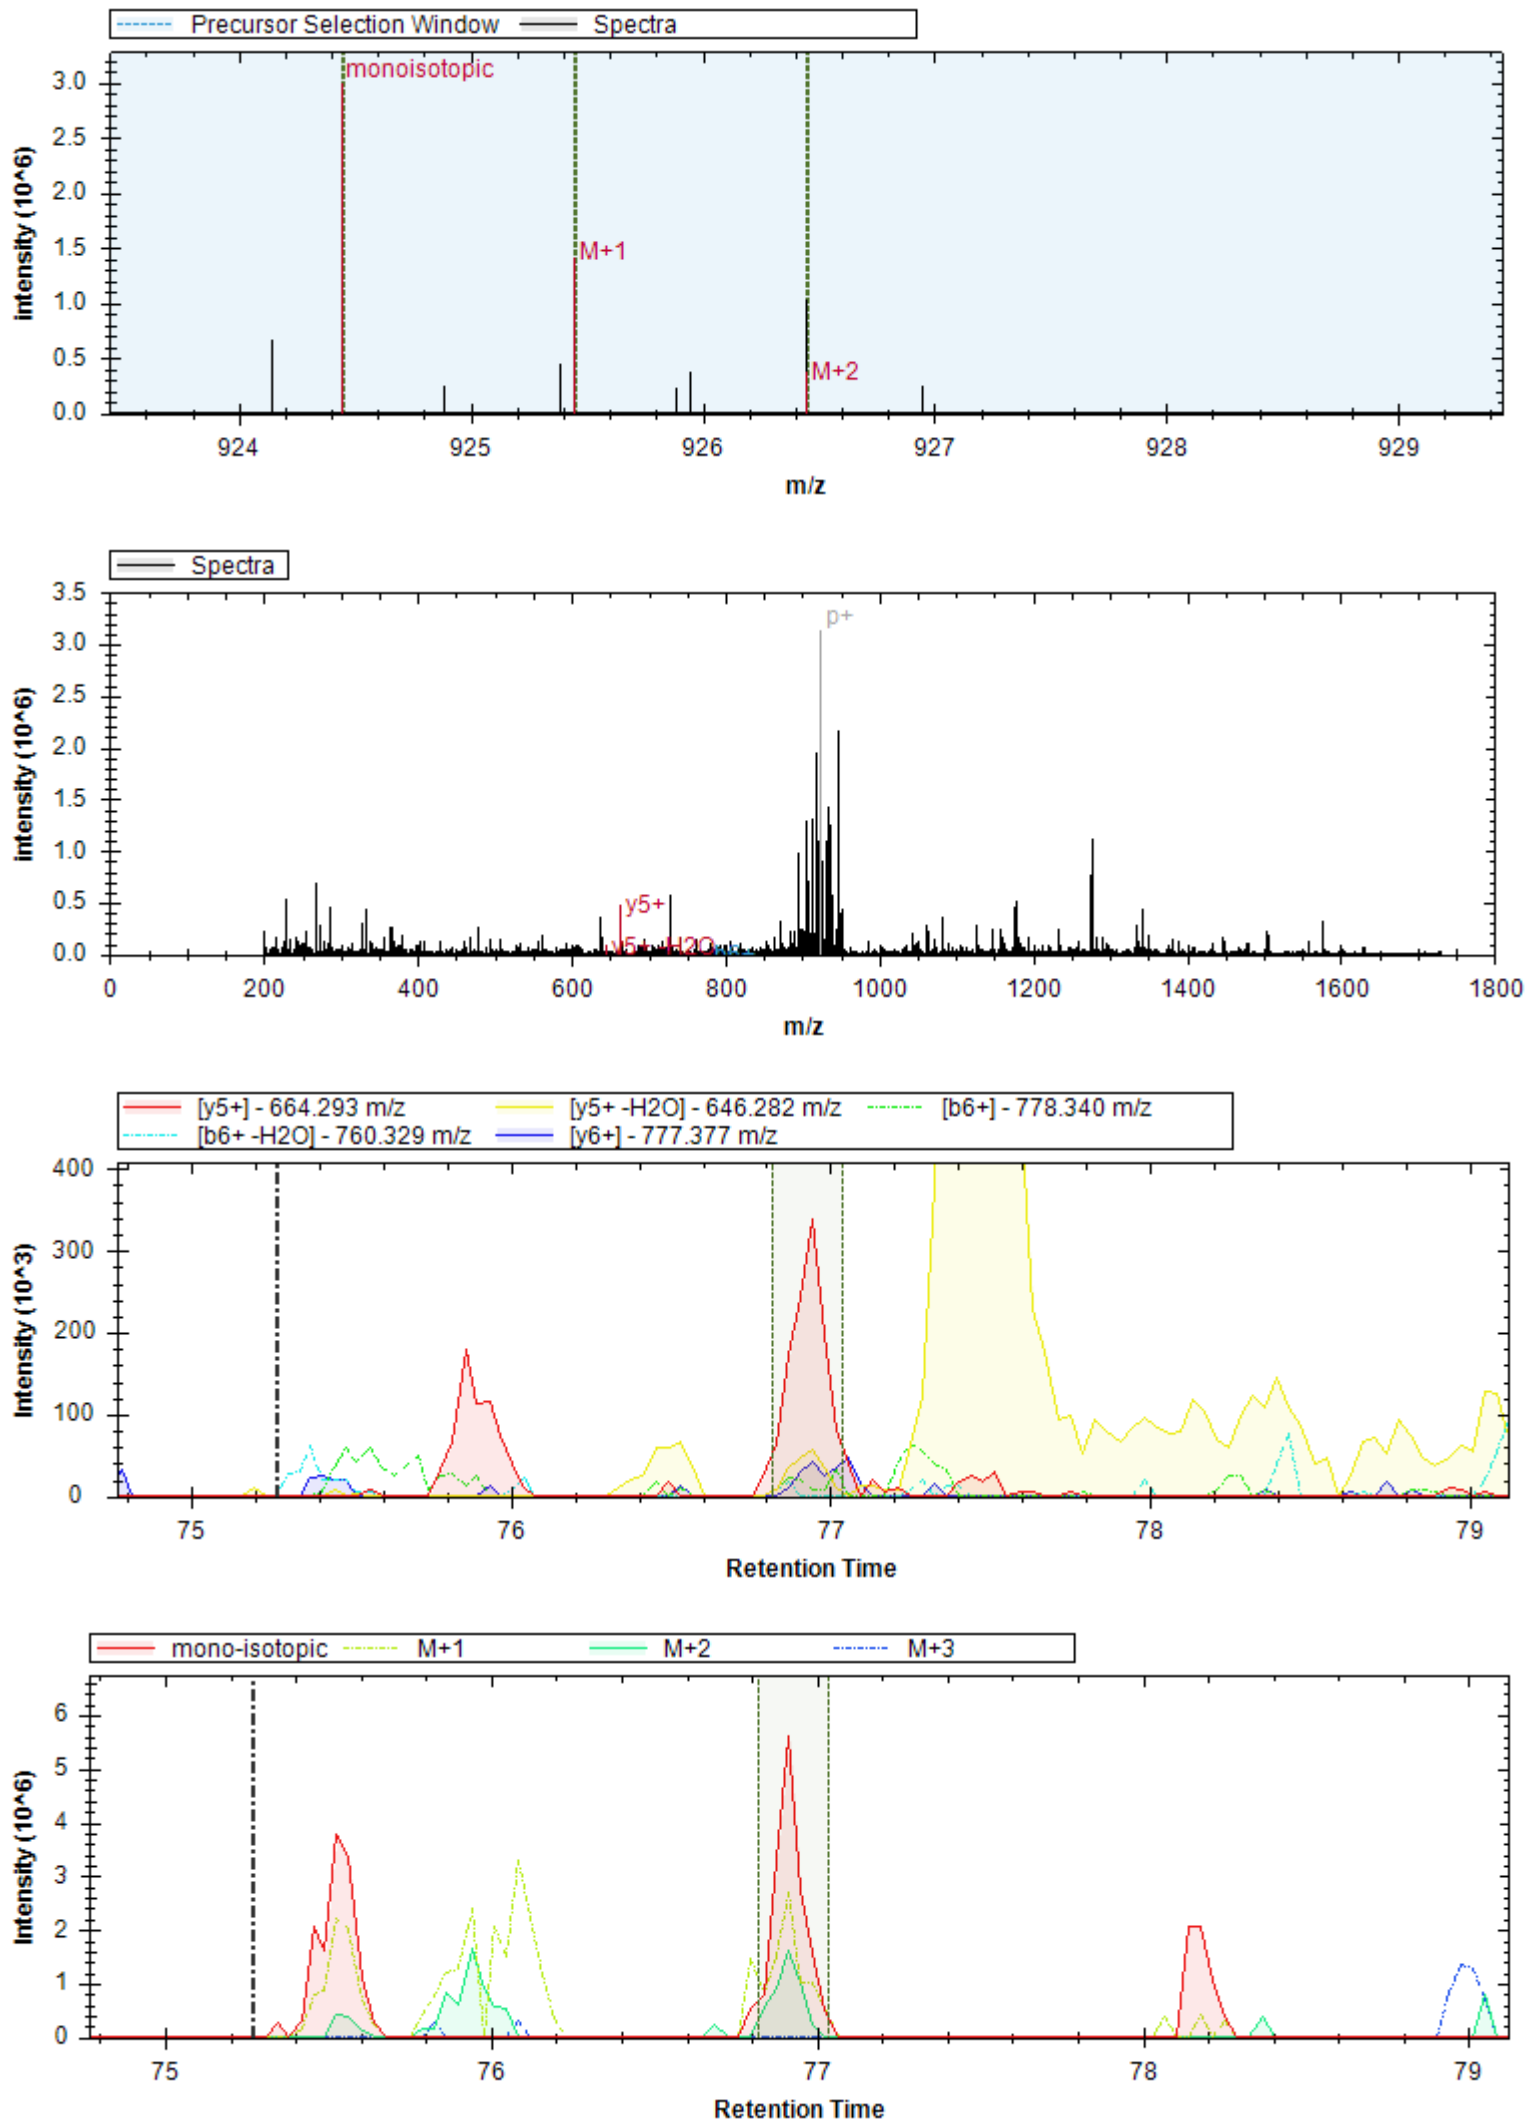 Precursor Selection Window Spectra
monoisotopic
M+1
M+2
3.0
2.5
2.0
1.5
1.0
0.5
0.0
intensity (10^6)
924 925 926 927 928 929
m/z
Spectra
p+
y5+
y5+ -H2O
3.5
3.0
2.5
2.0
1.5
1.0
0.5
0.0
intensity (10^6)
0 200 400 600 800 1000 1200 1400 1600 1800
m/z
[y5+] - 664.293 m/z [y5+ -H2O] - 646.282 m/z [b6+] - 778.340 m/z
[b6+ -H2O] - 760.329 m/z [y6+] - 777.377 m/z
400
300
200
100
0
Intensity (10^3)
75 76 77 78 79
Retention Time
mono-isotopic M+1 M+2 M+3
6
5
4
3
2
1
0
Intensity (10^6)
75 76 77 78 79
Retention Time